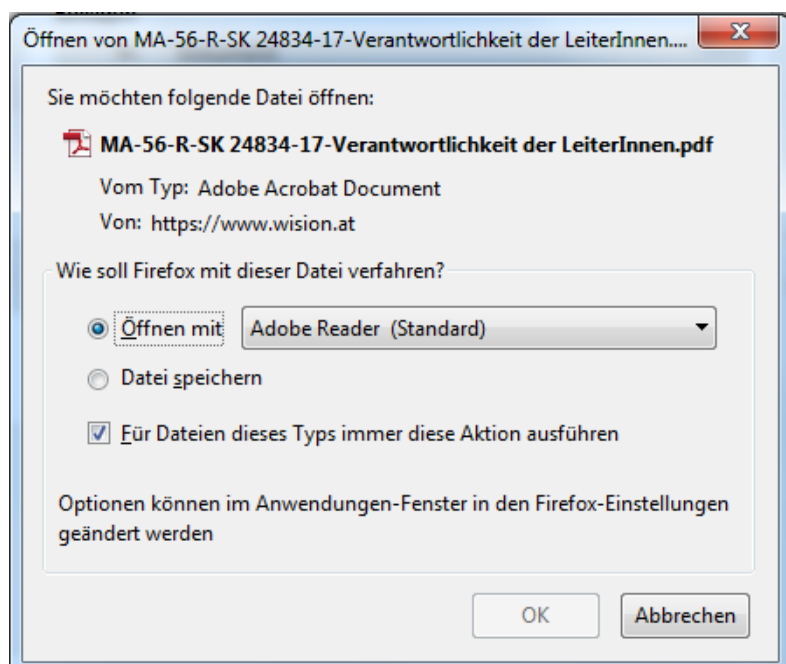 Öffnen von MA-56-R-SK 24834-17-Verantwortlichkeit der LeiterInnen....
Sie möchten folgende Datei öffnen:
MA-56-R-SK 24834-17-Verantwortlichkeit der LeiterInnen.pdf
Vom Typ: Adobe Acrobat Document
Von: https://www.wision.at
Wie soll Firefox mit dieser Datei verfahren?
Öffnen mit Adobe Reader (Standard)
Datei speichern
Für Dateien dieses Typs immer diese Aktion ausführen
Optionen können im Anwendungen-Fenster in den Firefox-Einstellungen
geändert werden
OK Abbrechen